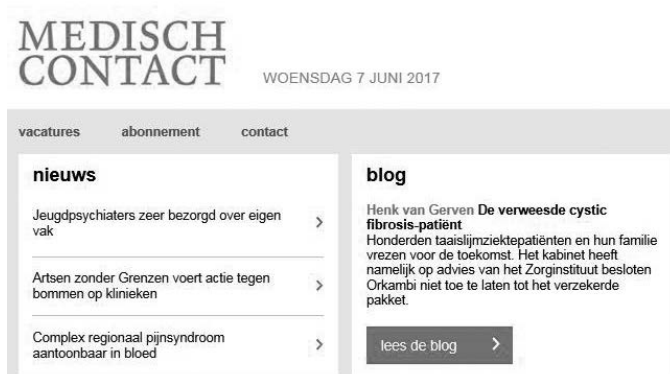 MEDISCH
CONTACT
WOENSDAG 7 JUNI 2017
vacatures abonnement contact
nieuws
Jeugdpsychiaters zeer bezorgd over eigen
vak
Artsen zonder Grenzen voert actie tegen
bommen op klinieken
Complex regionaal pijnsyndroom
aantoonbaar in bloed
blog
Henk van Gerven De verweesde cystic
fibrosis-patiënt
Honderden taaislijmziektepatiënten en hun familie
vrezen voor de toekomst. Het kabinet heeft
namelijk op advies van het Zorginstituut besloten
Orkambi niet toe te laten tot het verzekerde
pakket.
lees de blog